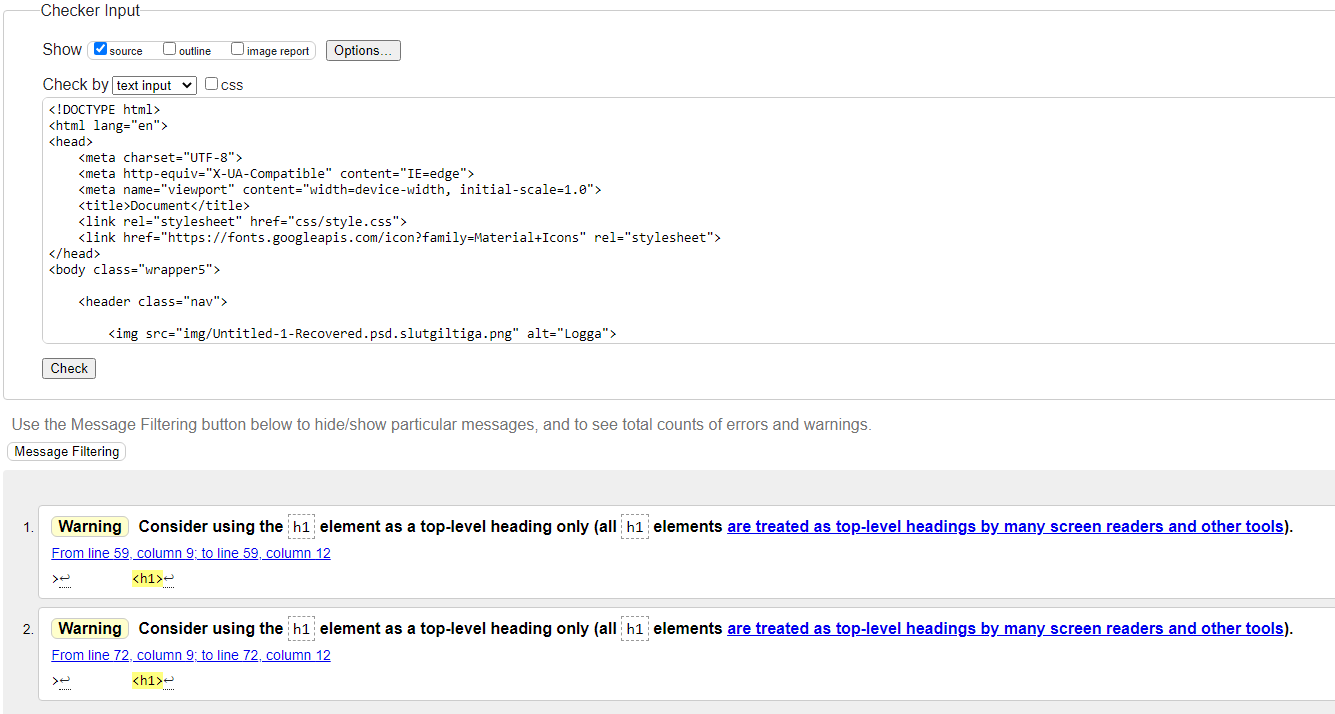 Checker Input
Show source outline image report Options...
Check by text input css
<!DOCTYPE html>
<html lang="en">
<head>
    <meta charset="UTF-8">
    <meta http-equiv="X-UA-Compatible" content="IE=edge">
    <meta name="viewport" content="width=device-width, initial-scale=1.0">
    <title>Document</title>
    <link rel="stylesheet" href="css/style.css">
    <link href="https://fonts.googleapis.com/icon?family=Material+Icons" rel="stylesheet">
</head>
<body class="wrapper5">
    <header class="nav">
        <img src="img/Untitled-1-Recovered.psd.slutgiltiga.png" alt="Logga">
Check
Use the Message Filtering button below to hide/show particular messages, and to see total counts of errors and warnings.
Message Filtering
1. Warning Consider using the h1 element as a top-level heading only (all h1 elements are treated as top-level headings by many screen readers and other tools).
From line 59, column 9; to line 59, column 12
>↩ <h1>↩
2. Warning Consider using the h1 element as a top-level heading only (all h1 elements are treated as top-level headings by many screen readers and other tools).
From line 72, column 9; to line 72, column 12
>↩ <h1>↩